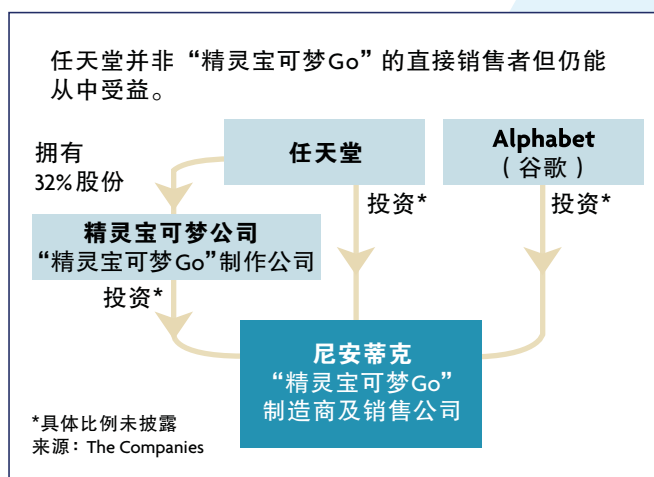 任天堂并非“精灵宝可梦Go”的直接销售者但仍能
从中受益。
拥有
32%股份
任天堂
Alphabet
（谷歌）
投资*
投资*
精灵宝可梦公司
“精灵宝可梦Go”制作公司
投资*
尼安蒂克
“精灵宝可梦Go”
制造商及销售公司
*具体比例未披露
来源：The Companies